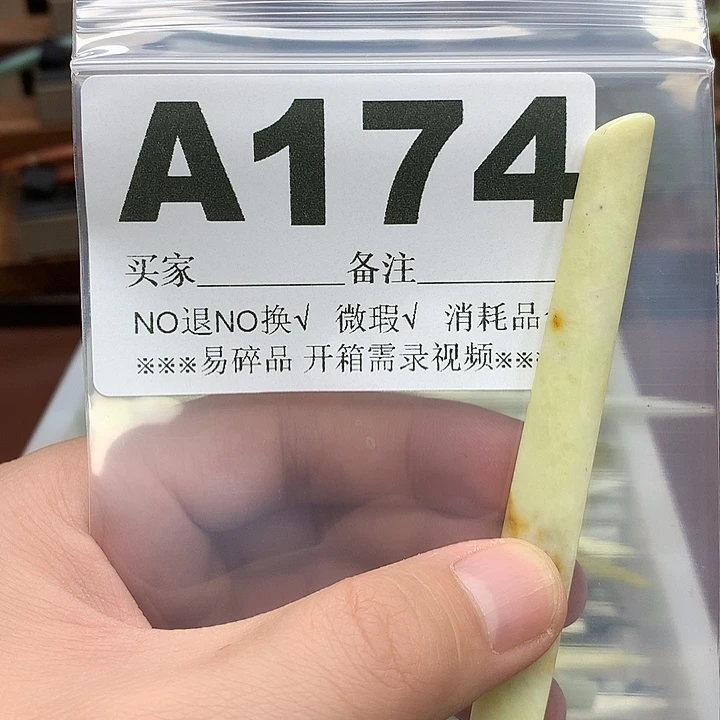 A174
买家________备注________
NO退NO换√ 微瑕√ 消耗品
※※※易碎品 开箱需录视频※※※